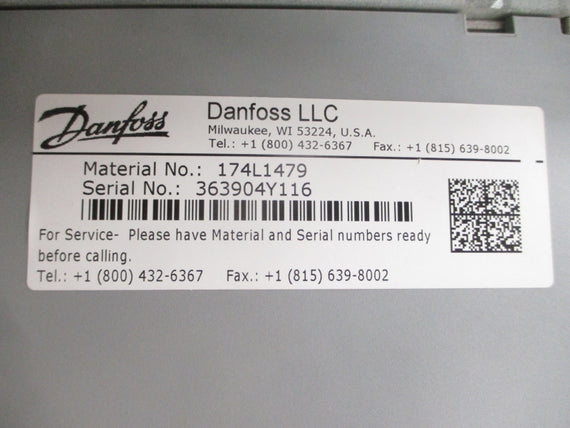 Danfoss
Danfoss LLC
Milwaukee, WI 53224, U.S.A.
Tel.: +1 (800) 432-6367 Fax.: +1 (815) 639-8002
Material No.: 174L1479
Serial No.: 363904Y116
For Service- Please have Material and Serial numbers ready
before calling.
Tel.: +1 (800) 432-6367 Fax.: +1 (815) 639-8002